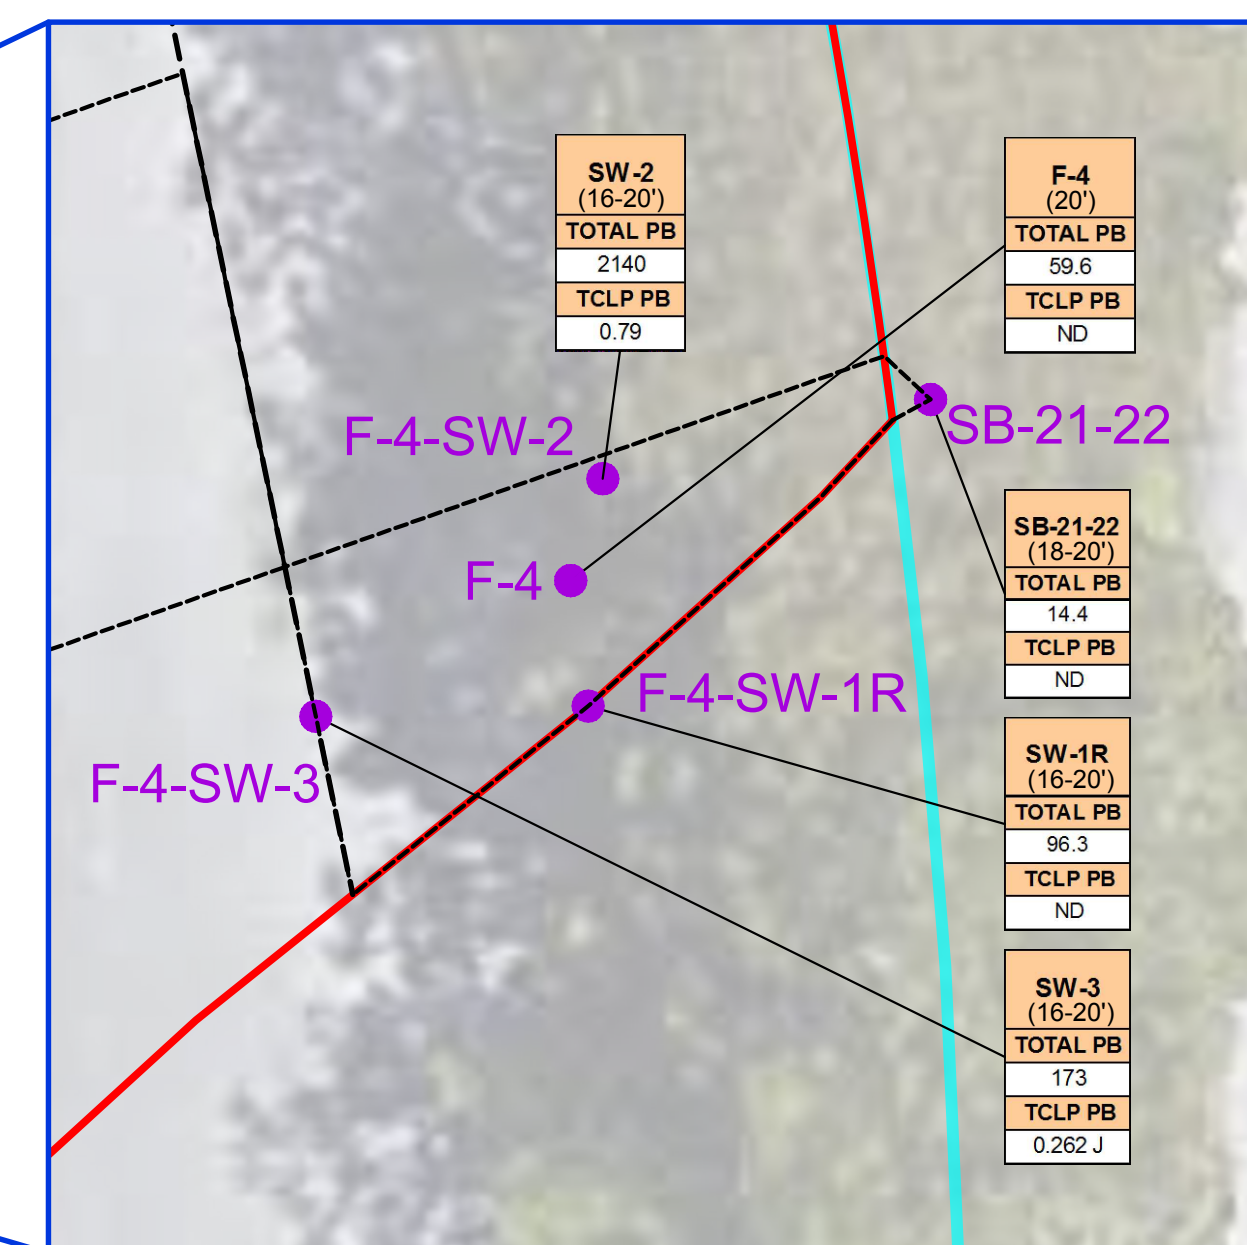 SW-2
(16-20')
TOTAL PB
2140
TCLP PB
0.79
F-4
(20')
TOTAL PB
59.6
TCLP PB
ND
F-4-SW-2
SB-21-22
F-4
SB-21-22
(18-20')
TOTAL PB
14.4
TCLP PB
ND
F-4-SW-1R
F-4-SW-3
SW-1R
(16-20')
TOTAL PB
96.3
TCLP PB
ND
SW-3
(16-20')
TOTAL PB
173
TCLP PB
0.262 J